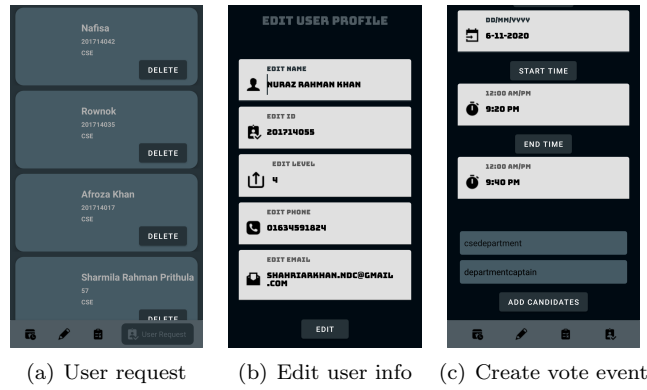 Nafisa
201714042
CSE
DELETE
Rownok
201714035
CSE
DELETE
Afroza Khan
201714017
CSE
DELETE
Sharmila Rahman Prithula
57
CSE
DELETE
User Request
EDIT USER PROFILE
EDIT NAME
NURAZ RAHMAN KHAN
EDIT ID
201714055
EDIT LEVEL
4
EDIT PHONE
01634591824
EDIT EMAIL
SHAHRIARKHAN.NDC@GMAIL
.COM
EDIT
DD/MM/YYYY
6-11-2020
START TIME
12:00 AM/PM
9:20 PM
END TIME
12:00 AM/PM
9:40 PM
csedepartment
departmentcaptain
ADD CANDIDATES
(a) User request
(b) Edit user info
(c) Create vote event